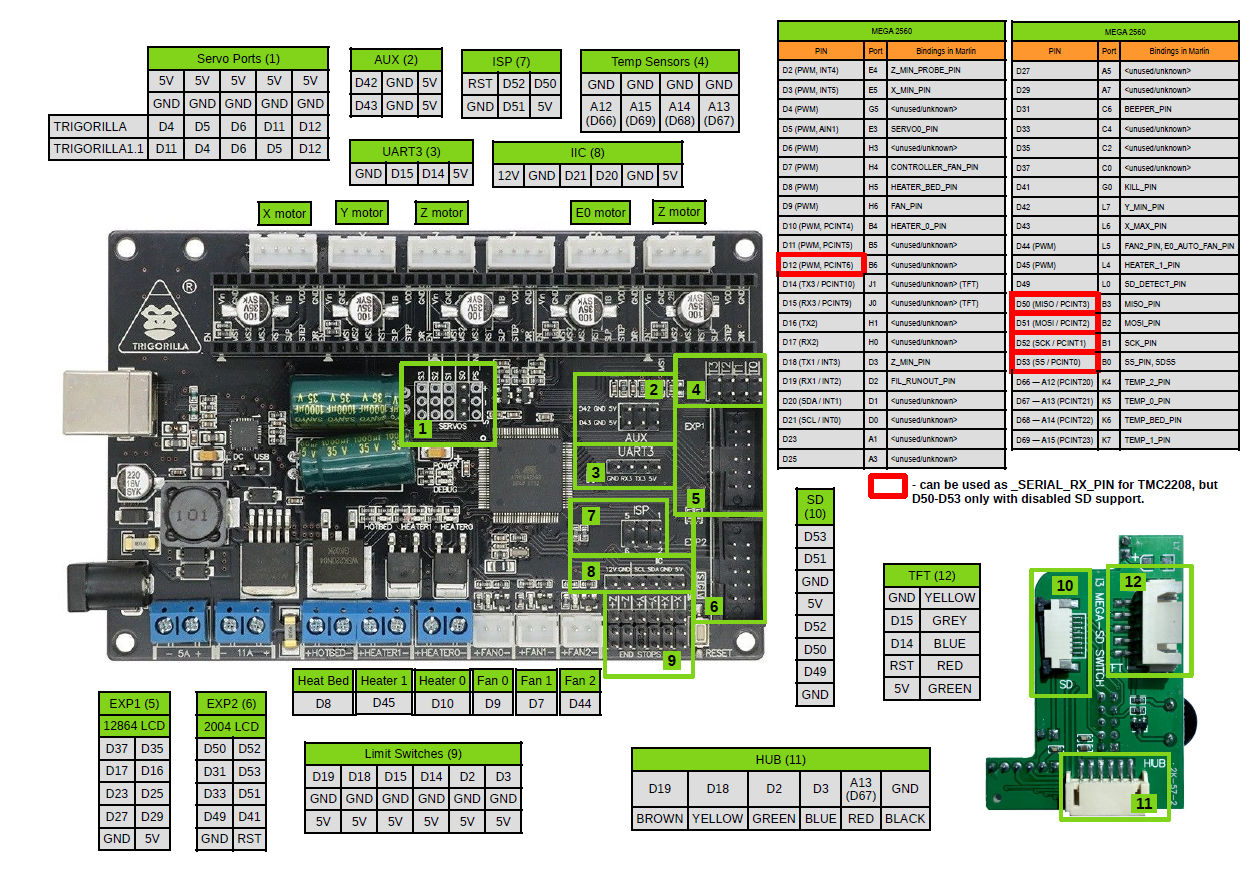 Servo Ports (1)
5V 5V 5V 5V 5V
GND GND GND GND GND
TRIGORILLA D4 D5 D6 D11 D12
TRIGORILLA1.1 D11 D4 D6 D5 D12
AUX (2)
D42 GND 5V
D43 GND 5V
ISP (7)
RST D52 D50
GND D51 5V
Temp Sensors (4)
GND GND GND GND
A12 (D66) A15 (D69) A14 (D68) A13 (D67)
UART3 (3)
GND D15 D14 5V
IIC (8)
12V GND D21 D20 GND 5V
X motor Y motor Z motor E0 motor Z motor
MEGA 2560
PIN Port Bindings in Marlin
D2 (PWM, INT4) E4 Z_MIN_PROBE_PIN
D3 (PWM, INT5) E5 X_MIN_PIN
D4 (PWM) G5 <unused/unknown>
D5 (PWM, AIN1) E3 SERVO0_PIN
D6 (PWM) H3 <unused/unknown>
D7 (PWM) H4 CONTROLLER_FAN_PIN
D8 (PWM) H5 HEATER_BED_PIN
D9 (PWM) H6 FAN_PIN
D10 (PWM, PCINT4) B4 HEATER_0_PIN
D11 (PWM, PCINT5) B5 <unused/unknown>
D12 (PWM, PCINT6) B6 <unused/unknown>
D14 (TX3 / PCINT10) J1 <unused/unknown> (TFT)
D15 (RX3 / PCINT9) J0 <unused/unknown> (TFT)
D16 (TX2) H1 <unused/unknown>
D17 (RX2) H0 <unused/unknown>
D18 (TX1 / INT3) D3 Z_MIN_PIN
D19 (RX1 / INT2) D2 FIL_RUNOUT_PIN
D20 (SDA / INT1) D1 <unused/unknown>
D21 (SCL / INT0) D0 <unused/unknown>
D23 A1 <unused/unknown>
D25 A3 <unused/unknown>
MEGA 2560
PIN Port Bindings in Marlin
D27 A5 <unused/unknown>
D29 A7 <unused/unknown>
D31 C6 BEEPER_PIN
D33 C4 <unused/unknown>
D35 C2 <unused/unknown>
D37 C0 <unused/unknown>
D41 G0 KILL_PIN
D42 L7 Y_MIN_PIN
D43 L6 X_MAX_PIN
D44 (PWM) L5 FAN2_PIN, E0_AUTO_FAN_PIN
D45 (PWM) L4 HEATER_1_PIN
D49 L0 SD_DETECT_PIN
D50 (MISO / PCINT3) B3 MISO_PIN
D51 (MOSI / PCINT2) B2 MOSI_PIN
D52 (SCK / PCINT1) B1 SCK_PIN
D53 (SS / PCINT0) B0 SS_PIN, SDSS
D66 — A12 (PCINT20) K4 TEMP_2_PIN
D67 — A13 (PCINT21) K5 TEMP_0_PIN
D68 — A14 (PCINT22) K6 TEMP_BED_PIN
D69 — A15 (PCINT23) K7 TEMP_1_PIN
- can be used as _SERIAL_RX_PIN for TMC2208, but
D50-D53 only with disabled SD support.
®
TRIGORILLA
S3 S2 S1 S0 PS
SERVOS
1
2
D42 GND 5V
D43 GND 5V
AUX
UART3
3
GND RX3 TX3 5V
4
T3 T2 T1 T0
EXP1
5
EXP2
6
7
ISP
8
12V GND SCL SDA GND 5V
9
END STOPS
RESET
DC USB
POWER
DEBUG
HOTBED HEATER1 HEATER0
220
16V
SYK
101
- 5A + - 11A + +HOTBED- +HEATER1- +HEATER0- +FAN0- +FAN1- +FAN2-
Heat Bed Heater 1 Heater 0 Fan 0 Fan 1 Fan 2
D8 D45 D10 D9 D7 D44
SD (10)
D53
D51
GND
5V
D52
D50
D49
GND
TFT (12)
GND YELLOW
D15 GREY
D14 BLUE
RST RED
5V GREEN
10
12
I3 MEGA-SD SWITCH
SD
TFT
HUB
11
EXP1 (5)
12864 LCD
D37 D35
D17 D16
D23 D25
D27 D29
GND 5V
EXP2 (6)
2004 LCD
D50 D52
D31 D53
D33 D51
D49 D41
GND RST
Limit Switches (9)
D19 D18 D15 D14 D2 D3
GND GND GND GND GND GND
5V 5V 5V 5V 5V 5V
HUB (11)
D19 D18 D2 D3 A13 (D67) GND
BROWN YELLOW GREEN BLUE RED BLACK